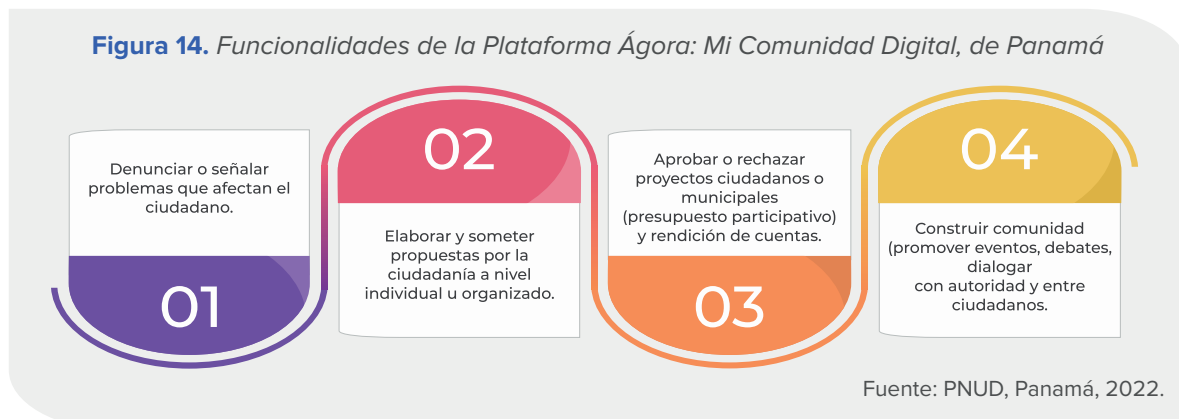 Figura 14. Funcionalidades de la Plataforma Ágora: Mi Comunidad Digital, de Panamá
Denunciar o señalar
problemas que afectan el
ciudadano.
01
02
Elaborar y someter
propuestas por la
ciudadanía a nivel
individual u organizado.
Aprobar o rechazar
proyectos ciudadanos o
municipales
(presupuesto participativo)
y rendición de cuentas.
03
04
Construir comunidad
(promover eventos, debates,
dialogar
con autoridad y entre
ciudadanos.
Fuente: PNUD, Panamá, 2022.